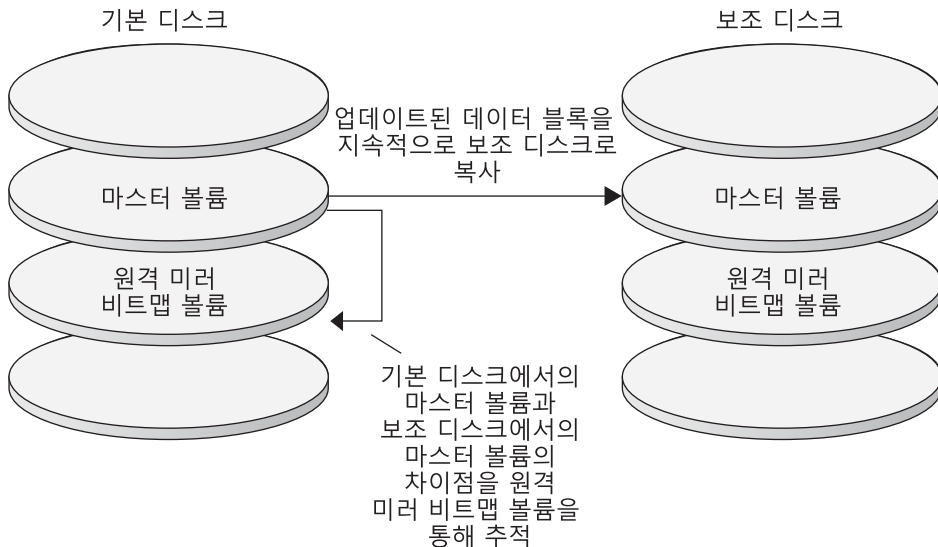 기본 디스크
보조 디스크
업데이트된 데이터 블록을
지속적으로 보조 디스크로
복사
마스터 볼륨
마스터 볼륨
원격 미러
비트맵 볼륨
원격 미러
비트맵 볼륨
기본 디스크에서의
마스터 볼륨과
보조 디스크에서의
마스터 볼륨의
차이점을 원격
미러 비트맵 볼륨을
통해 추적